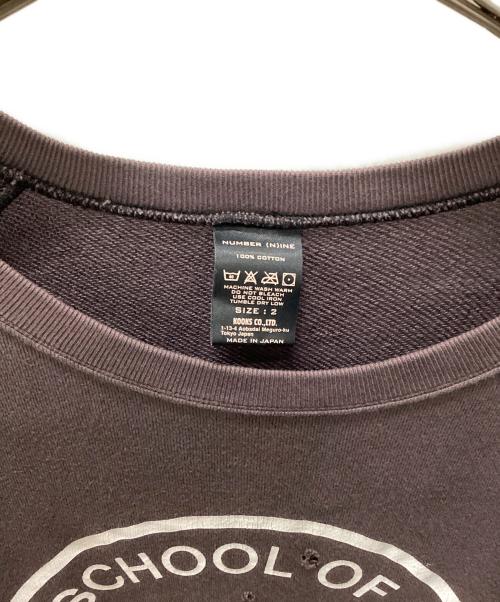 NUMBER (N)INE
100% COTTON
MACHINE WASH WARM
DO NOT BLEACH
USE COOL IRON
TUMBLE DRY LOW
SIZE : 2
KOOKS CO.,LTD.
1-13-4 Aobadai Meguro-ku
Tokyo Japan
MADE IN JAPAN
SCHOOL OF